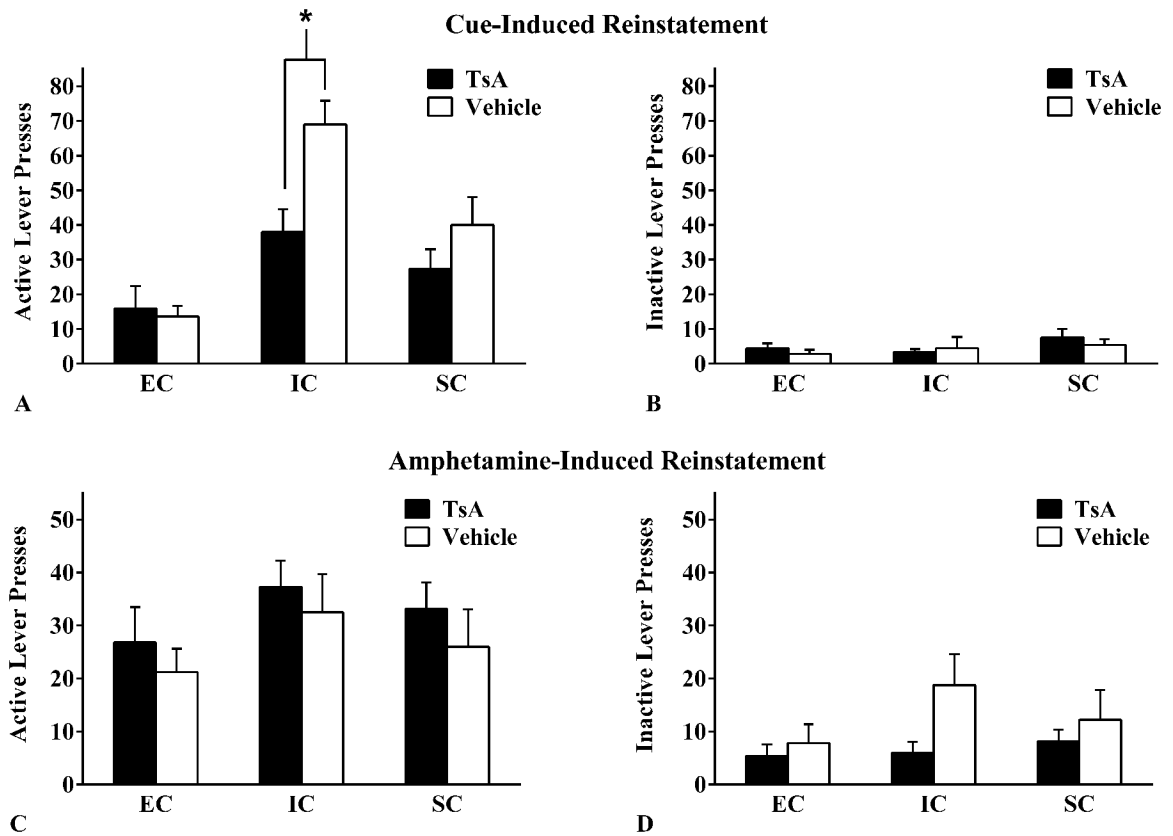 Cue-Induced Reinstatement
*
Active Lever Presses
80
70
60
50
40
30
20
10
0
TsA
Vehicle
EC IC SC
A
Inactive Lever Presses
80
70
60
50
40
30
20
10
0
TsA
Vehicle
EC IC SC
B
Amphetamine-Induced Reinstatement
Active Lever Presses
50
40
30
20
10
0
TsA
Vehicle
EC IC SC
C
Inactive Lever Presses
50
40
30
20
10
0
TsA
Vehicle
EC IC SC
D